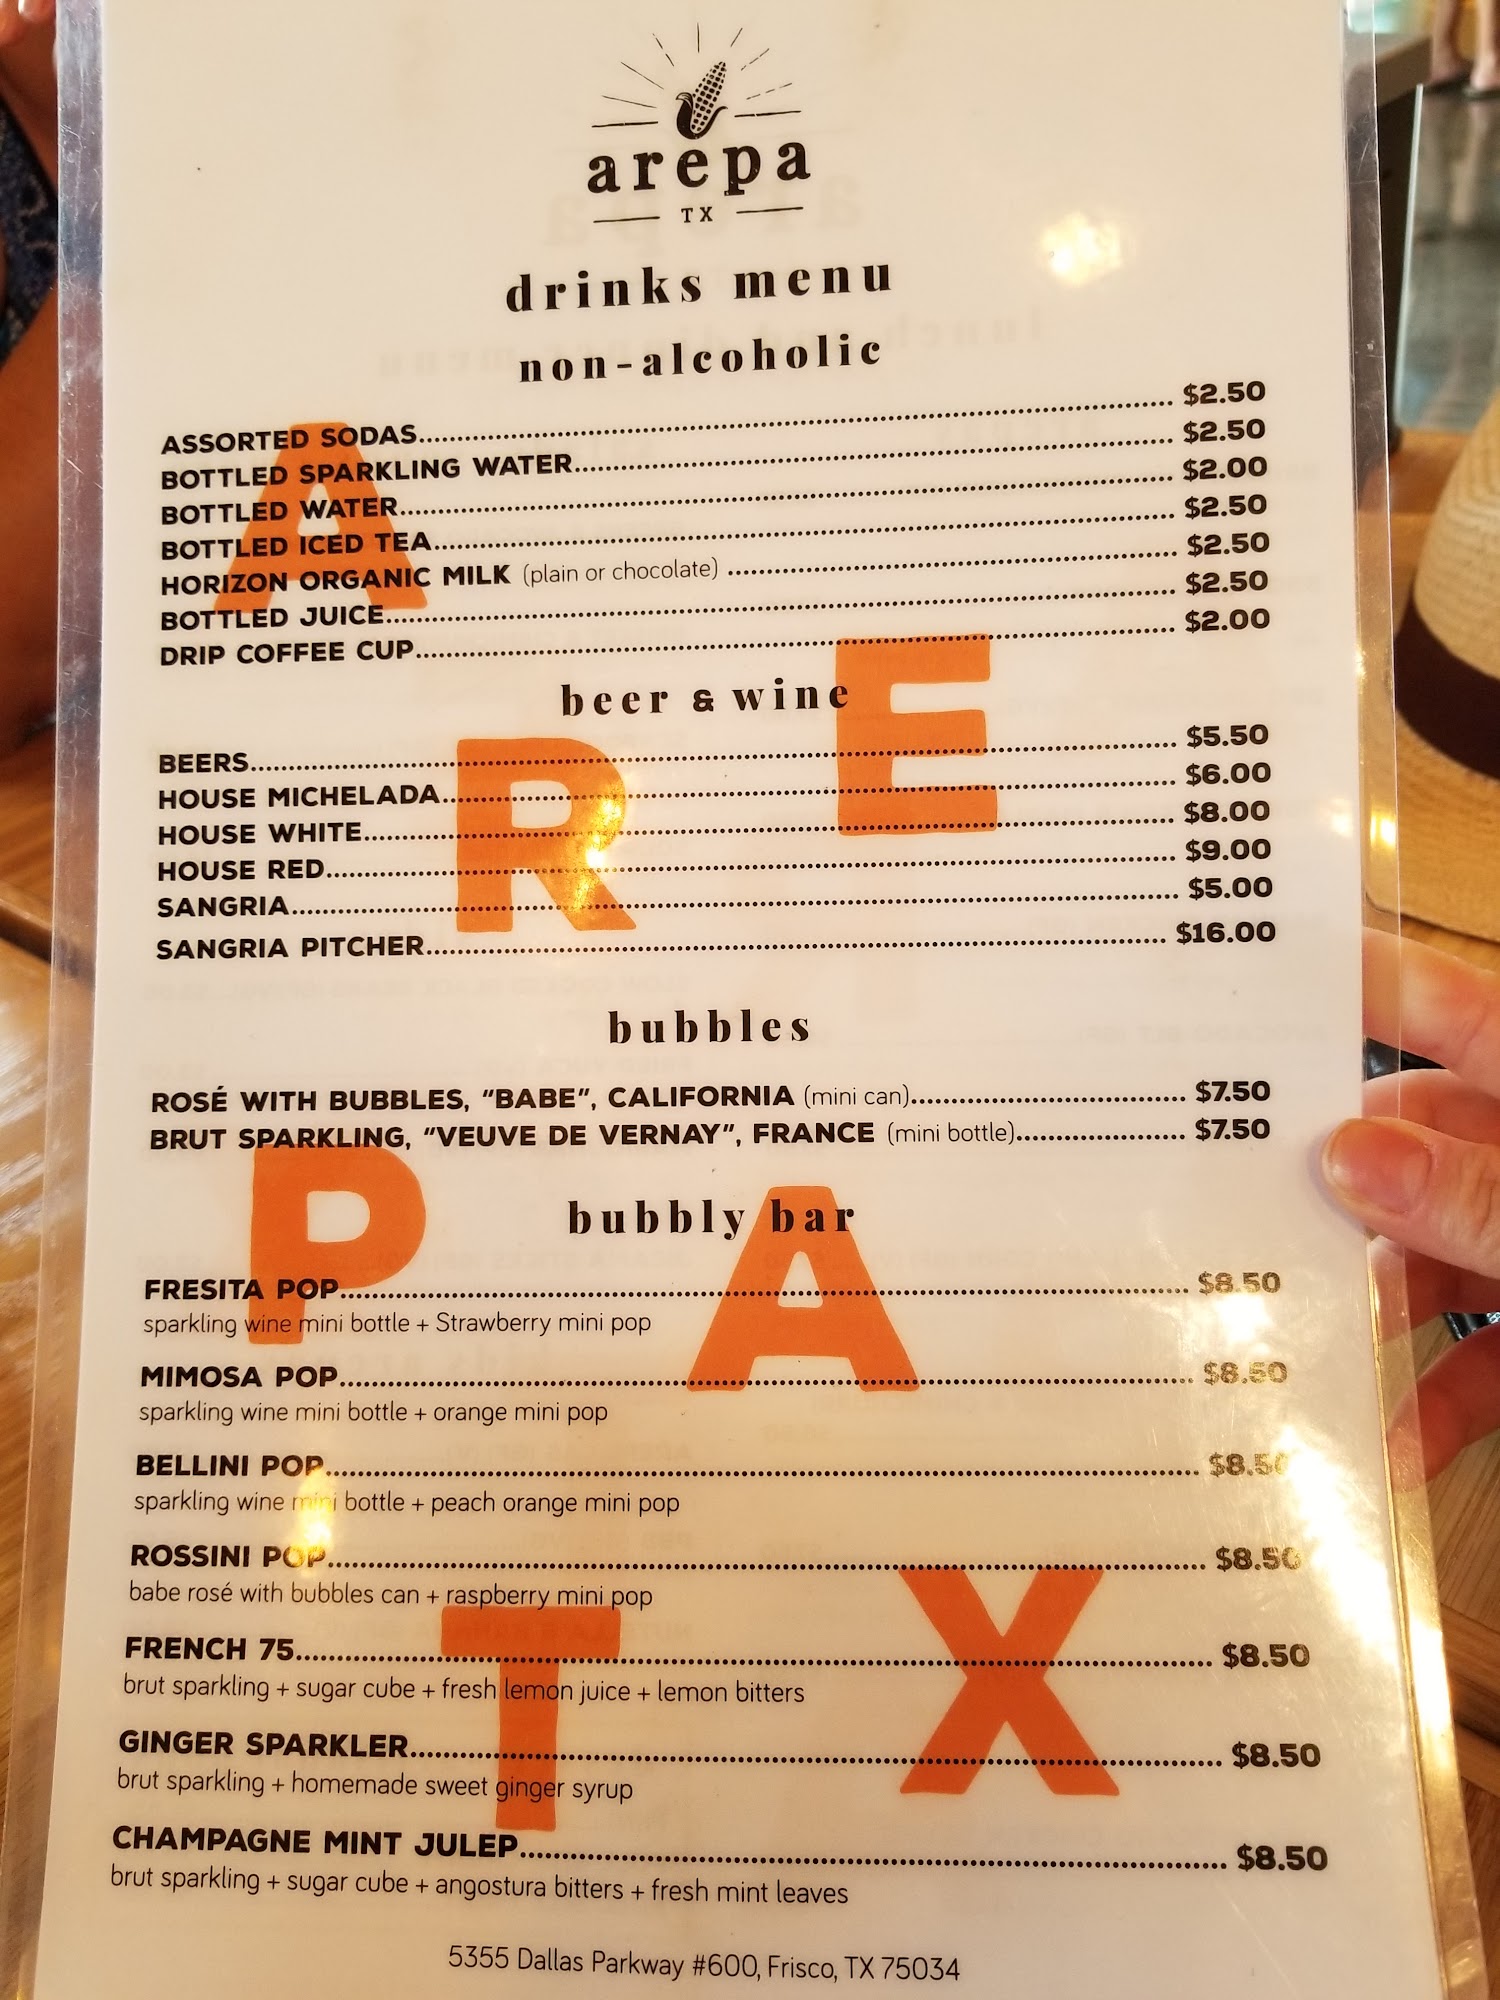 arepa
TX
drinks menu
non-alcoholic
ASSORTED SODAS........ $2.50
BOTTLED SPARKLING WATER........ $2.50
BOTTLED WATER........ $2.00
BOTTLED ICED TEA........ $2.50
HORIZON ORGANIC MILK (plain or chocolate) ........ $2.50
BOTTLED JUICE........ $2.50
DRIP COFFEE CUP........ $2.00
beer & wine
BEERS........ $5.50
HOUSE MICHELADA........ $6.00
HOUSE WHITE........ $8.00
HOUSE RED........ $9.00
SANGRIA........ $5.00
SANGRIA PITCHER........ $16.00
bubbles
ROSÉ WITH BUBBLES, "BABE", CALIFORNIA (mini can)........ $7.50
BRUT SPARKLING, "VEUVE DE VERNAY", FRANCE (mini bottle)........ $7.50
bubbly bar
FRESITA POP........ $8.50
sparkling wine mini bottle + Strawberry mini pop
MIMOSA POP........ $8.50
sparkling wine mini bottle + orange mini pop
BELLINI POP........ $8.50
sparkling wine mini bottle + peach orange mini pop
ROSSINI POP........ $8.50
babe rosé with bubbles can + raspberry mini pop
FRENCH 75........ $8.50
brut sparkling + sugar cube + fresh lemon juice + lemon bitters
GINGER SPARKLER........ $8.50
brut sparkling + homemade sweet ginger syrup
CHAMPAGNE MINT JULEP........ $8.50
brut sparkling + sugar cube + angostura bitters + fresh mint leaves
5355 Dallas Parkway #600, Frisco, TX 75034
A
R E
P A
T X